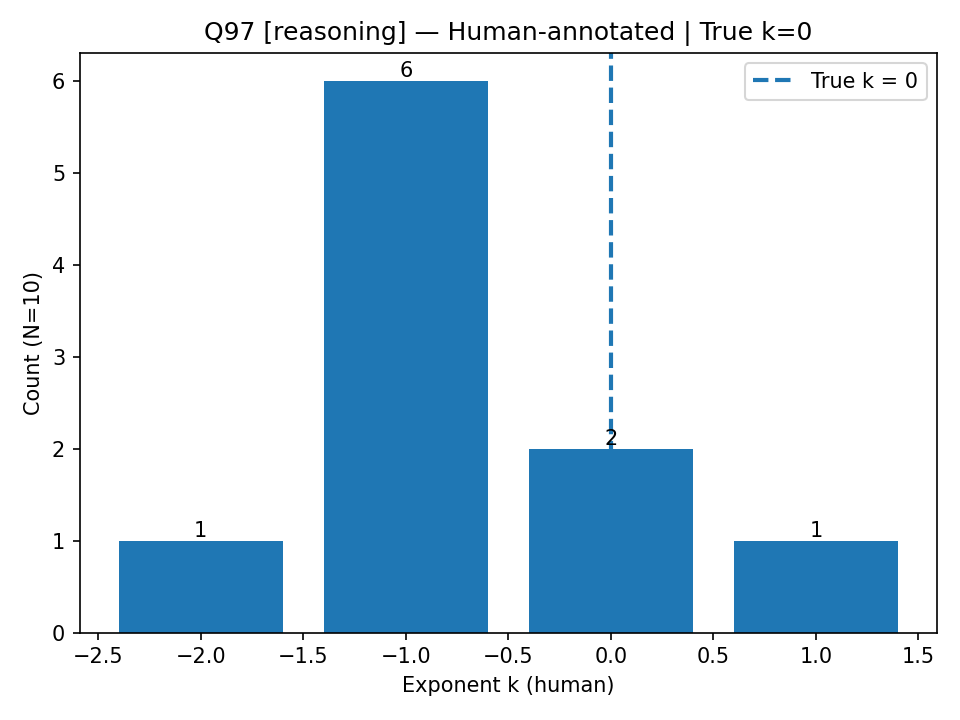 Q97 [reasoning] — Human-annotated | True k=0
True k = 0
Count (N=10)
6
5
4
3
2
1
0
1
6
2
1
−2.5 −2.0 −1.5 −1.0 −0.5 0.0 0.5 1.0 1.5
Exponent k (human)